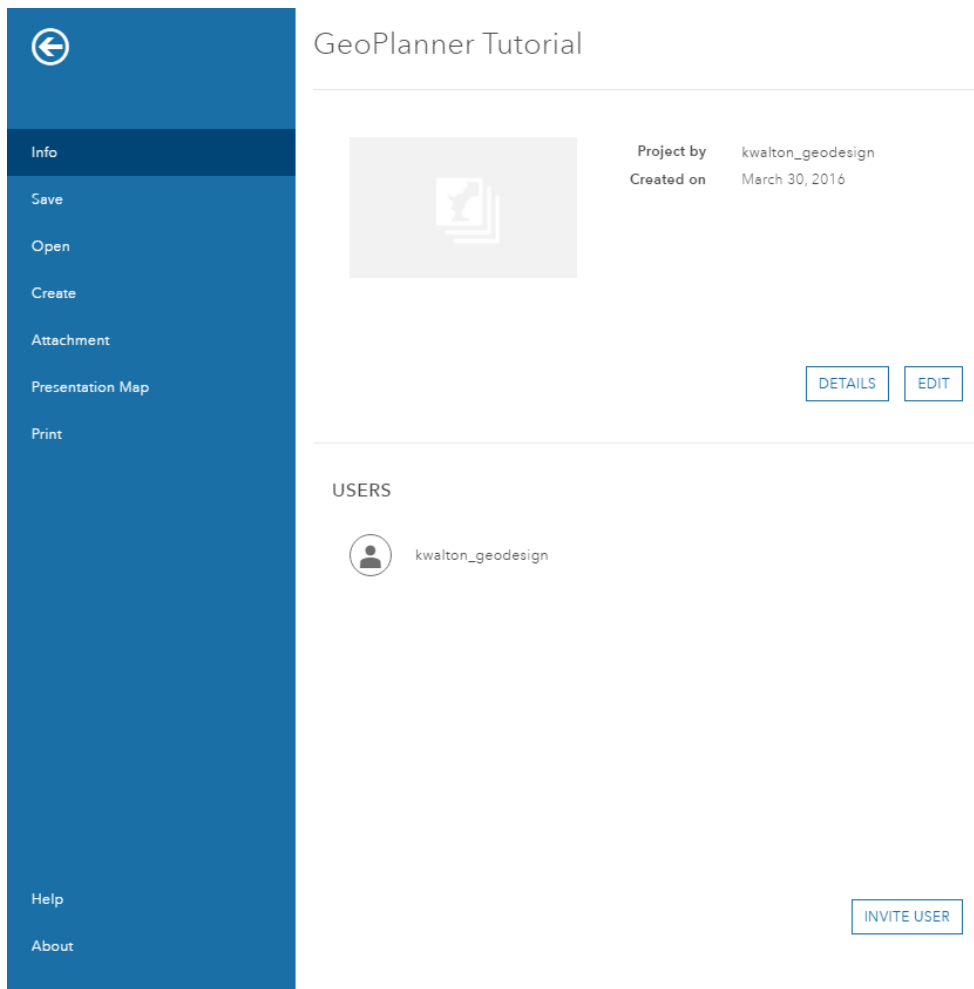 GeoPlanner Tutorial
Info
Save
Open
Create
Attachment
Presentation Map
Print
Help
About
Project by kwalton_geodesign
Created on March 30, 2016
DETAILS EDIT
USERS
kwalton_geodesign
INVITE USER